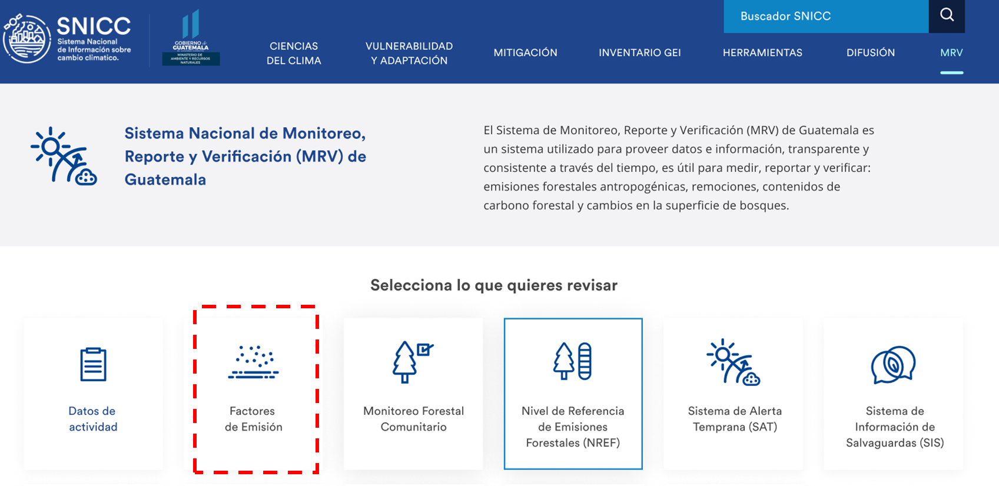 SNICC
Sistema Nacional
de Información sobre
cambio climatico.
GOBIERNO de
GUATEMALA
MINISTERIO DE
AMBIENTE Y RECURSOS
NATURALES
Buscador SNICC
CIENCIAS
DEL CLIMA
VULNERABILIDAD
Y ADAPTACIÓN
MITIGACIÓN
INVENTARIO GEI
HERRAMIENTAS
DIFUSIÓN
MRV
Sistema Nacional de Monitoreo,
Reporte y Verificación (MRV) de
Guatemala
El Sistema de Monitoreo, Reporte y Verificación (MRV) de Guatemala es
un sistema utilizado para proveer datos e información, transparente y
consistente a través del tiempo, es útil para medir, reportar y verificar:
emisiones forestales antropogénicas, remociones, contenidos de
carbono forestal y cambios en la superficie de bosques.
Selecciona lo que quieres revisar
Datos de
actividad
Factores
de Emisión
Monitoreo Forestal
Comunitario
Nivel de Referencia
de Emisiones
Forestales (NREF)
Sistema de Alerta
Temprana (SAT)
Sistema de
Información de
Salvaguardas (SIS)